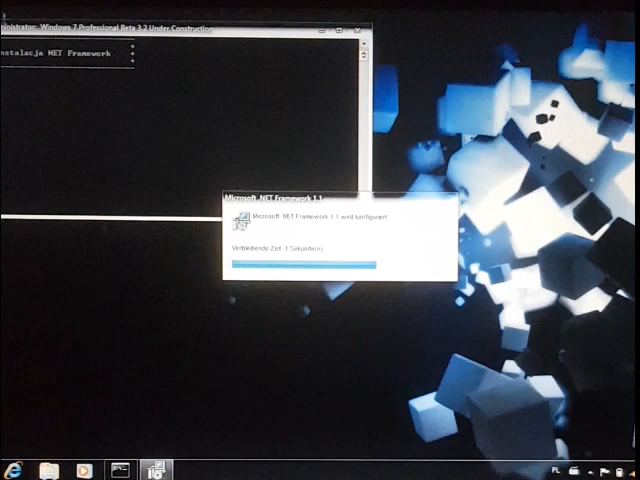 ministrator: Windows 7 Professional Beta 3.2 Under Construction
nstalacja NET Framework
Microsoft .NET Framework 1.1
Microsoft .NET Framework 1.1 wird konfiguriert
Verbleibende Zeit: 1 Sekunde(n)
PL